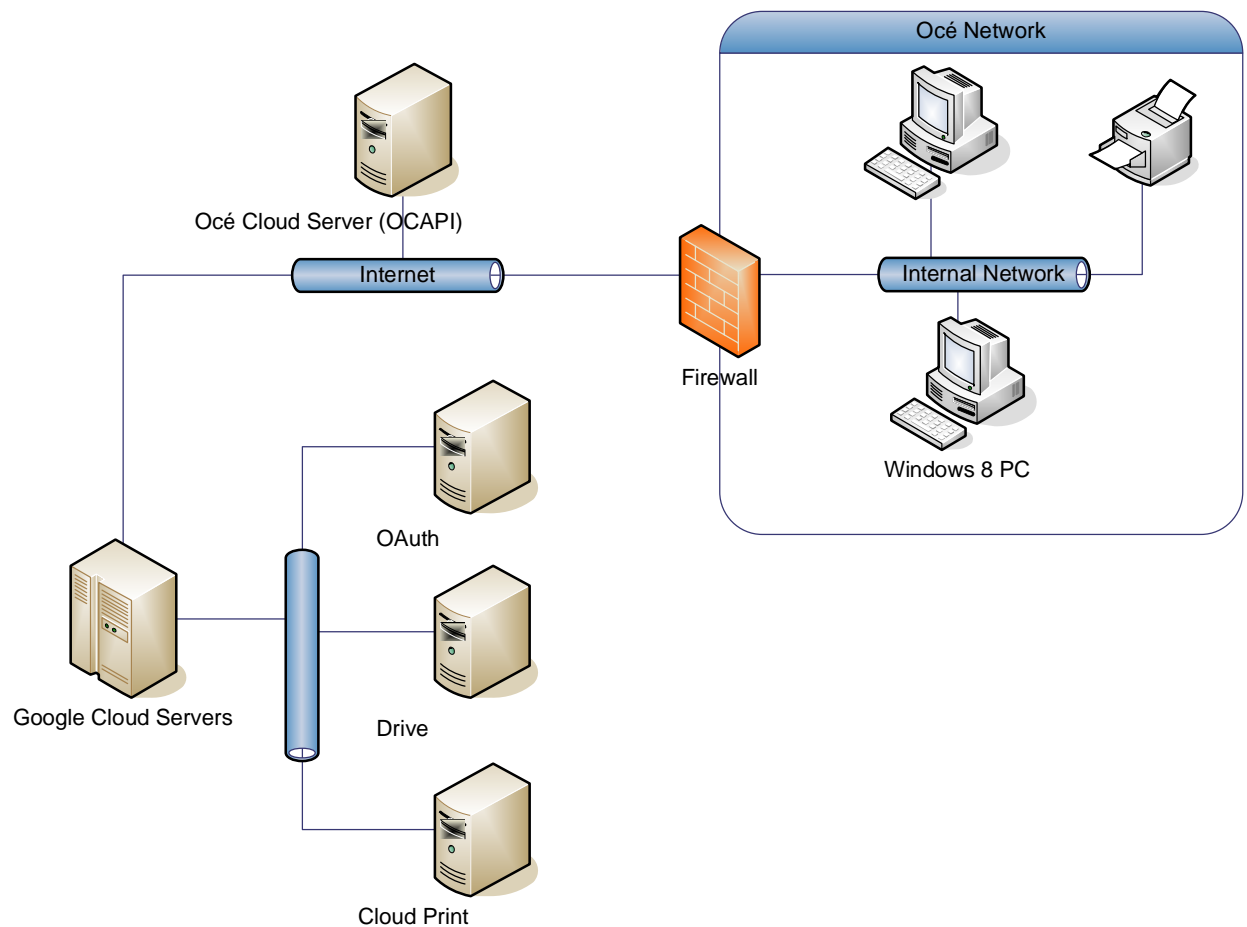 Océ Network
Océ Cloud Server (OCAPI)
Internet
Internal Network
Firewall
Windows 8 PC
OAuth
Google Cloud Servers
Drive
Cloud Print